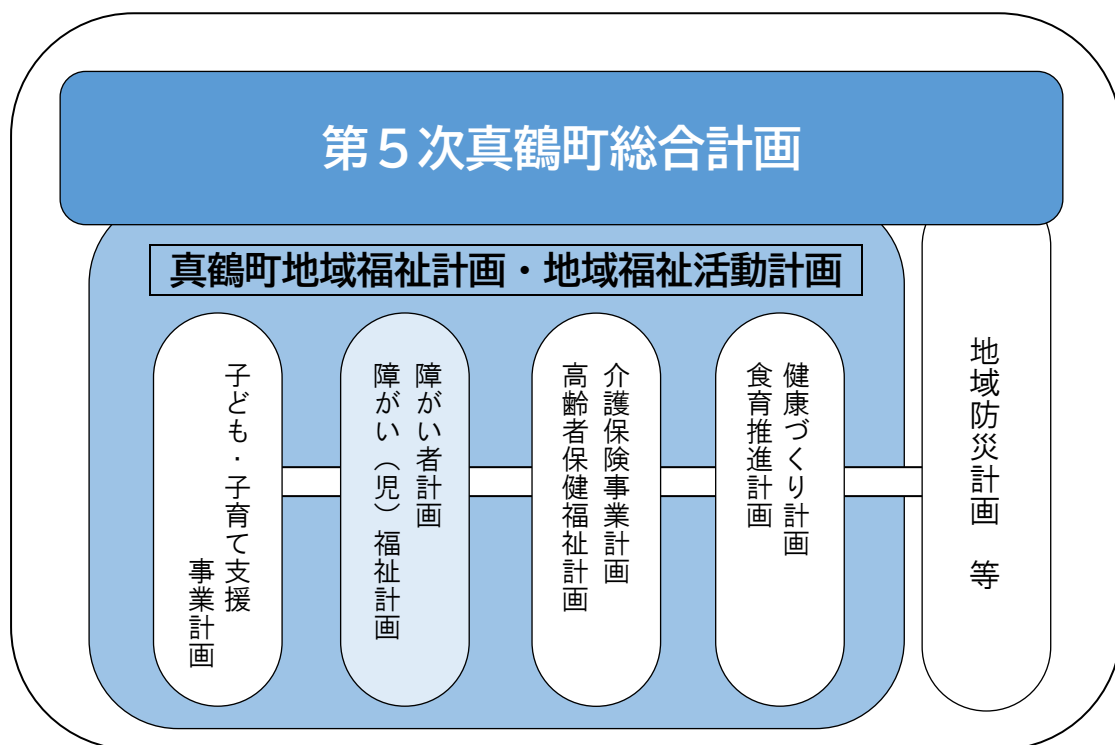 第５次真鶴町総合計画
真鶴町地域福祉計画・地域福祉活動計画
子ども・子育て支援
事業計画
障がい者計画
障がい（児）福祉計画
介護保険事業計画
高齢者保健福祉計画
健康づくり計画
食育推進計画
地域防災計画　等